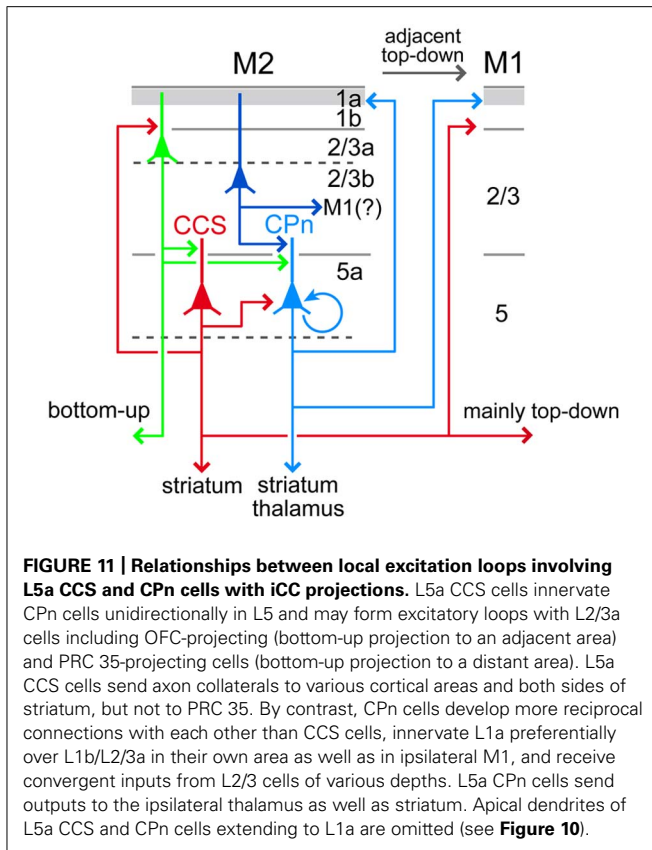 adjacent
top-down
M2
M1
1a
1b
2/3a
2/3b
M1(?)
2/3
CCS
CPn
5a
5
bottom-up
mainly top-down
striatum
striatum
thalamus
FIGURE 11 | Relationships between local excitation loops involving
L5a CCS and CPn cells with iCC projections. L5a CCS cells innervate
CPn cells unidirectionally in L5 and may form excitatory loops with L2/3a
cells including OFC-projecting (bottom-up projection to an adjacent area)
and PRC 35-projecting cells (bottom-up projection to a distant area). L5a
CCS cells send axon collaterals to various cortical areas and both sides of
striatum, but not to PRC 35. By contrast, CPn cells develop more reciprocal
connections with each other than CCS cells, innervate L1a preferentially
over L1b/L2/3a in their own area as well as in ipsilateral M1, and receive
convergent inputs from L2/3 cells of various depths. L5a CPn cells send
outputs to the ipsilateral thalamus as well as striatum. Apical dendrites of
L5a CCS and CPn cells extending to L1a are omitted (see Figure 10).